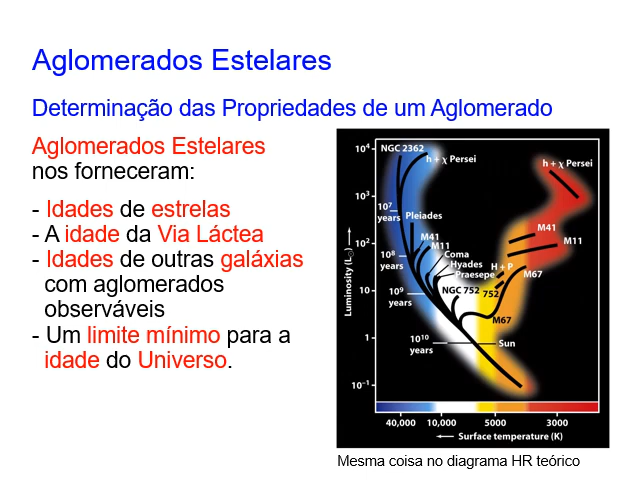 Aglomerados Estelares
Determinação das Propriedades de um Aglomerado
Aglomerados Estelares
nos forneceram:
- Idades de estrelas
- A idade da Via Láctea
- Idades de outras galáxias
com aglomerados
observáveis
- Um limite mínimo para a
idade do Universo.
10⁴
NGC 2362
h + χ Persei
h + χ Persei
10³
10⁷
years
Pleiades
M41
M41
M11
M11
10²
Coma
10⁸
years
Hyades
H + P
Praesepe
M67
10
NGC 752
752
10⁹
years
M67
1
10¹⁰
years
Sun
10⁻¹
Luminosity (L☉) →
40,000
10,000
5000
3000
← Surface temperature (K)
Mesma coisa no diagrama HR teórico